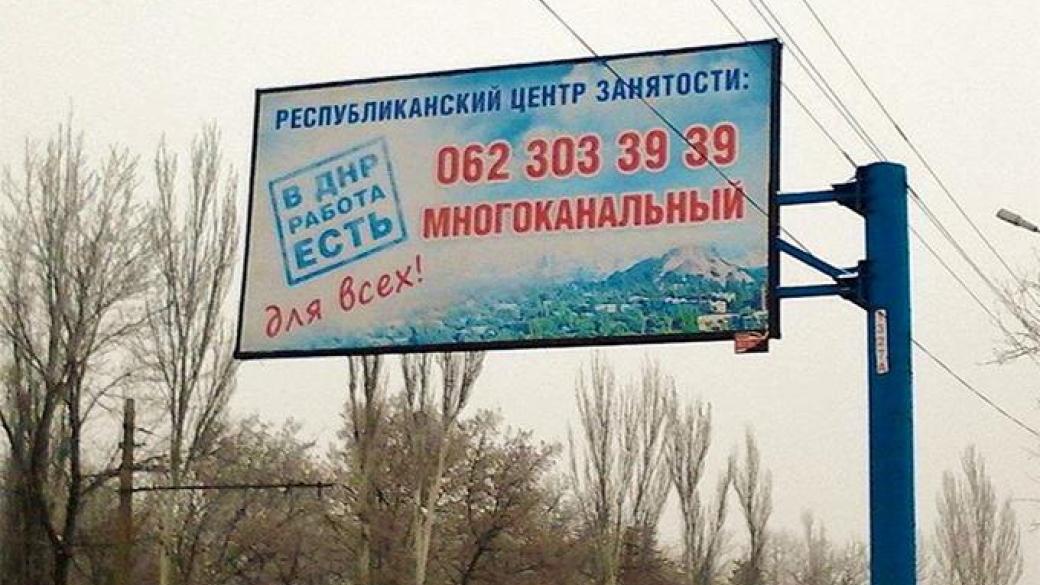 РЕСПУБЛИКАНСКИЙ ЦЕНТР ЗАНЯТОСТИ:
В ДНР
РАБОТА
ЕСТЬ
для всех!
062 303 39 39
МНОГОКАНАЛЬНЫЙ